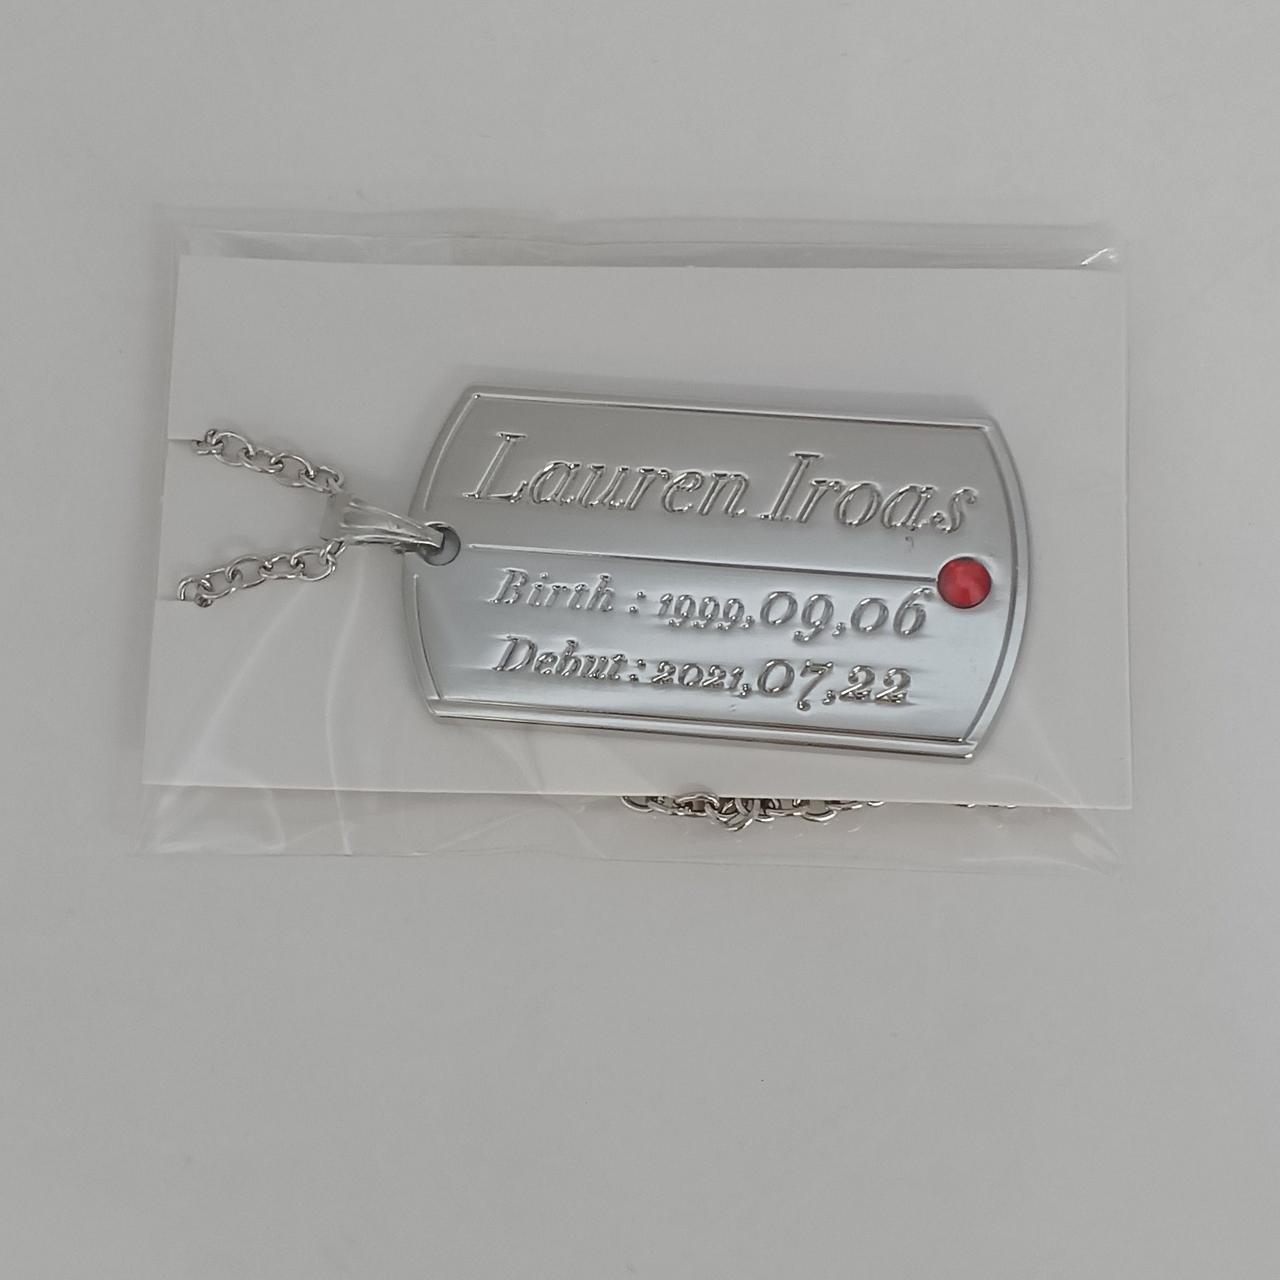 Lauren Iroas
Birth : 1999,09,06
Debut : 2021,07,22